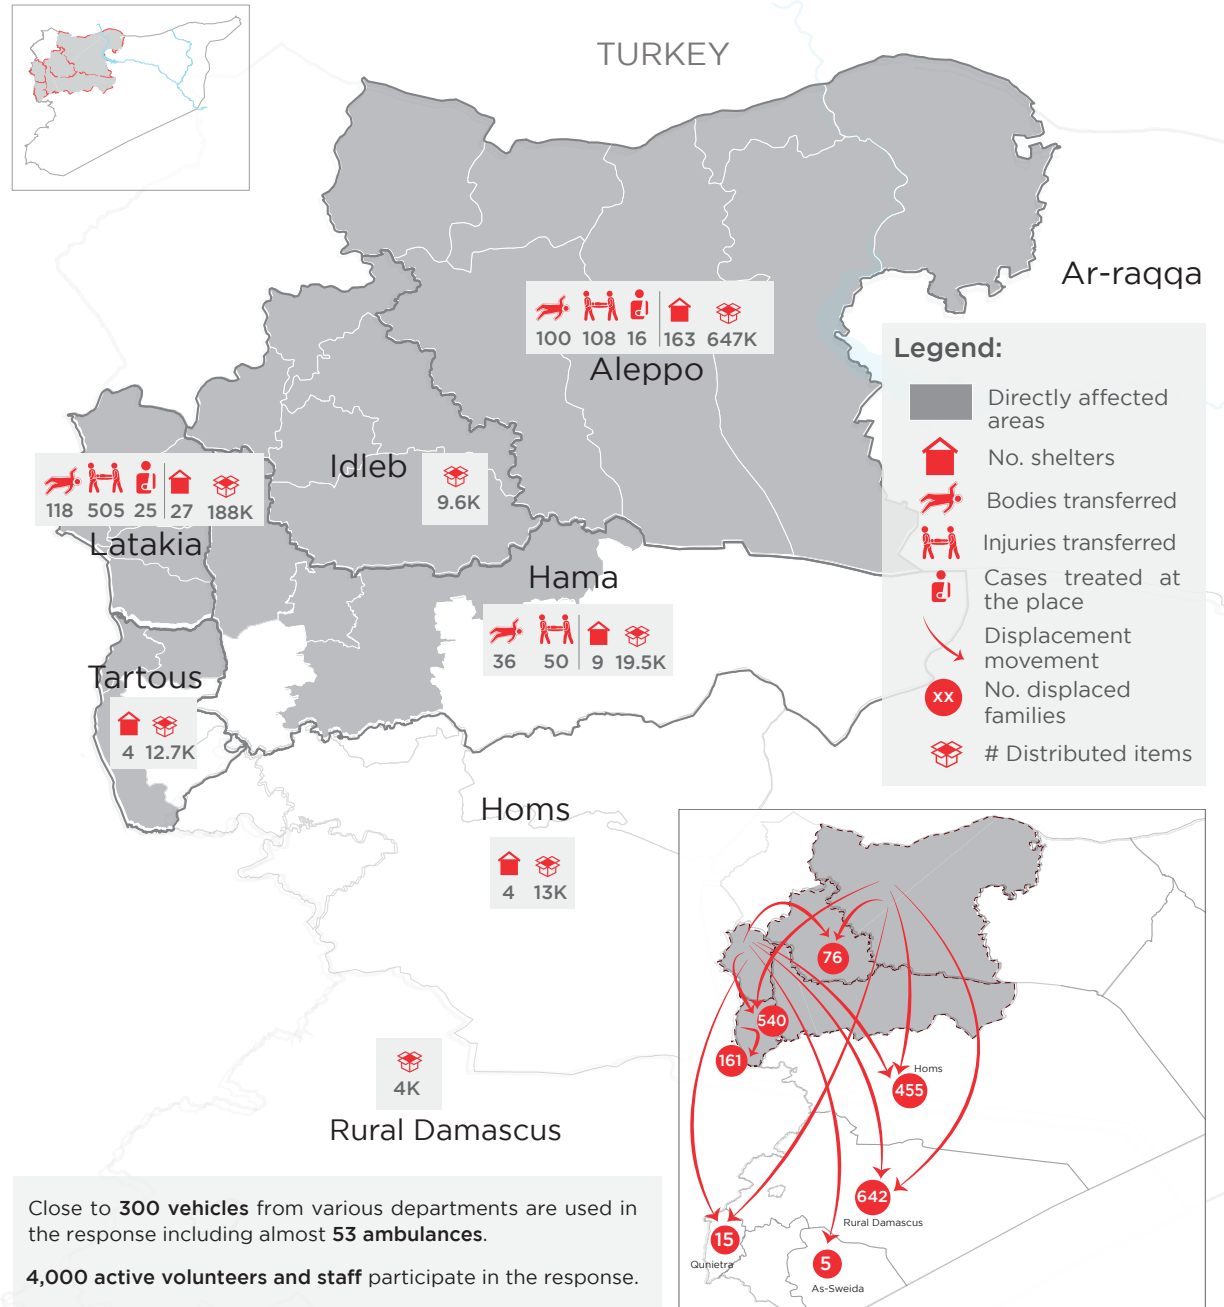 TURKEY
Ar-raqqa
100 108 16 163 647K
Aleppo
Legend:
Directly affected
areas
No. shelters
Bodies transferred
Injuries transferred
Cases treated at
the place
Displacement
movement
XX
No. displaced
families
# Distributed items
Idleb
9.6K
118 505 25 27 188K
Latakia
Hama
36 50 9 19.5K
Tartous
4 12.7K
Homs
4 13K
4K
Rural Damascus
76
540
161
Homs
455
642
Rural Damascus
15
Qunietra
5
As-Sweida
Close to 300 vehicles from various departments are used in
the response including almost 53 ambulances.
4,000 active volunteers and staff participate in the response.